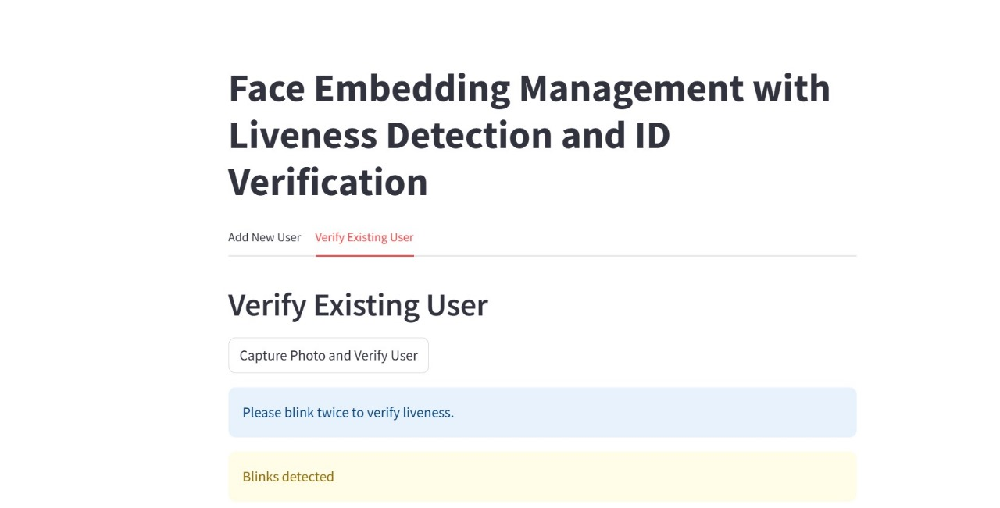 Face Embedding Management with
Liveness Detection and ID
Verification
Add New User Verify Existing User
Verify Existing User
Capture Photo and Verify User
Please blink twice to verify liveness.
Blinks detected